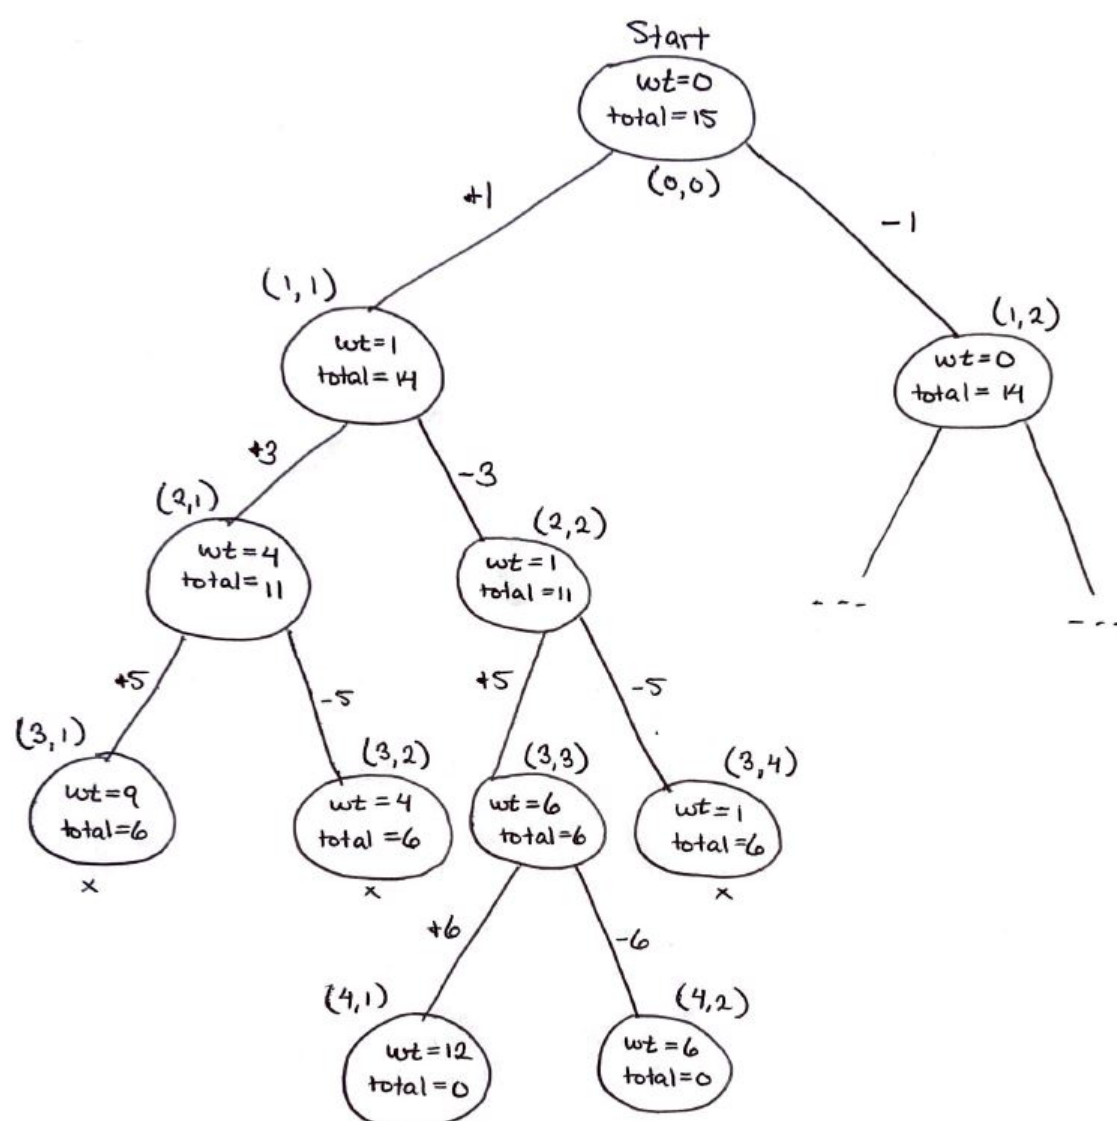 Start
wt=0
total=15
(0,0)
+1
-1
(1,1)
wt=1
total=14
(1,2)
wt=0
total=14
+3
-3
(2,1)
wt=4
total=11
(2,2)
wt=1
total=11
----
---
+5
-5
+5
-5
(3,1)
wt=9
total=6
x
(3,2)
wt=4
total=6
x
(3,3)
wt=6
total=6
(3,4)
wt=1
total=6
x
+6
-6
(4,1)
wt=12
total=0
(4,2)
wt=6
total=0